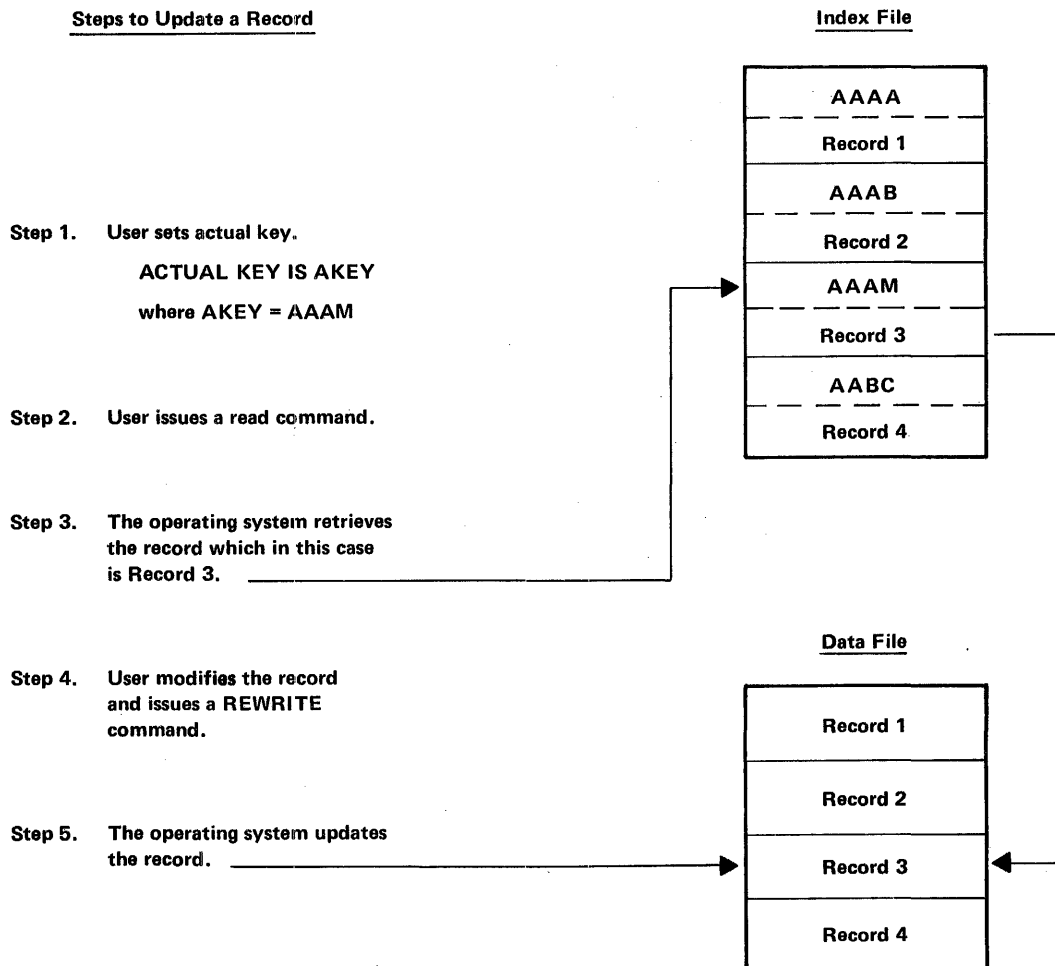 Steps to Update a Record
Step 1. User sets actual key.
ACTUAL KEY IS AKEY
where AKEY = AAAM
Step 2. User issues a read command.
Step 3. The operating system retrieves
the record which in this case
is Record 3.
Step 4. User modifies the record
and issues a REWRITE
command.
Step 5. The operating system updates
the record.
Index File
AAAA
Record 1
AAAB
Record 2
AAAM
Record 3
AABC
Record 4
Data File
Record 1
Record 2
Record 3
Record 4